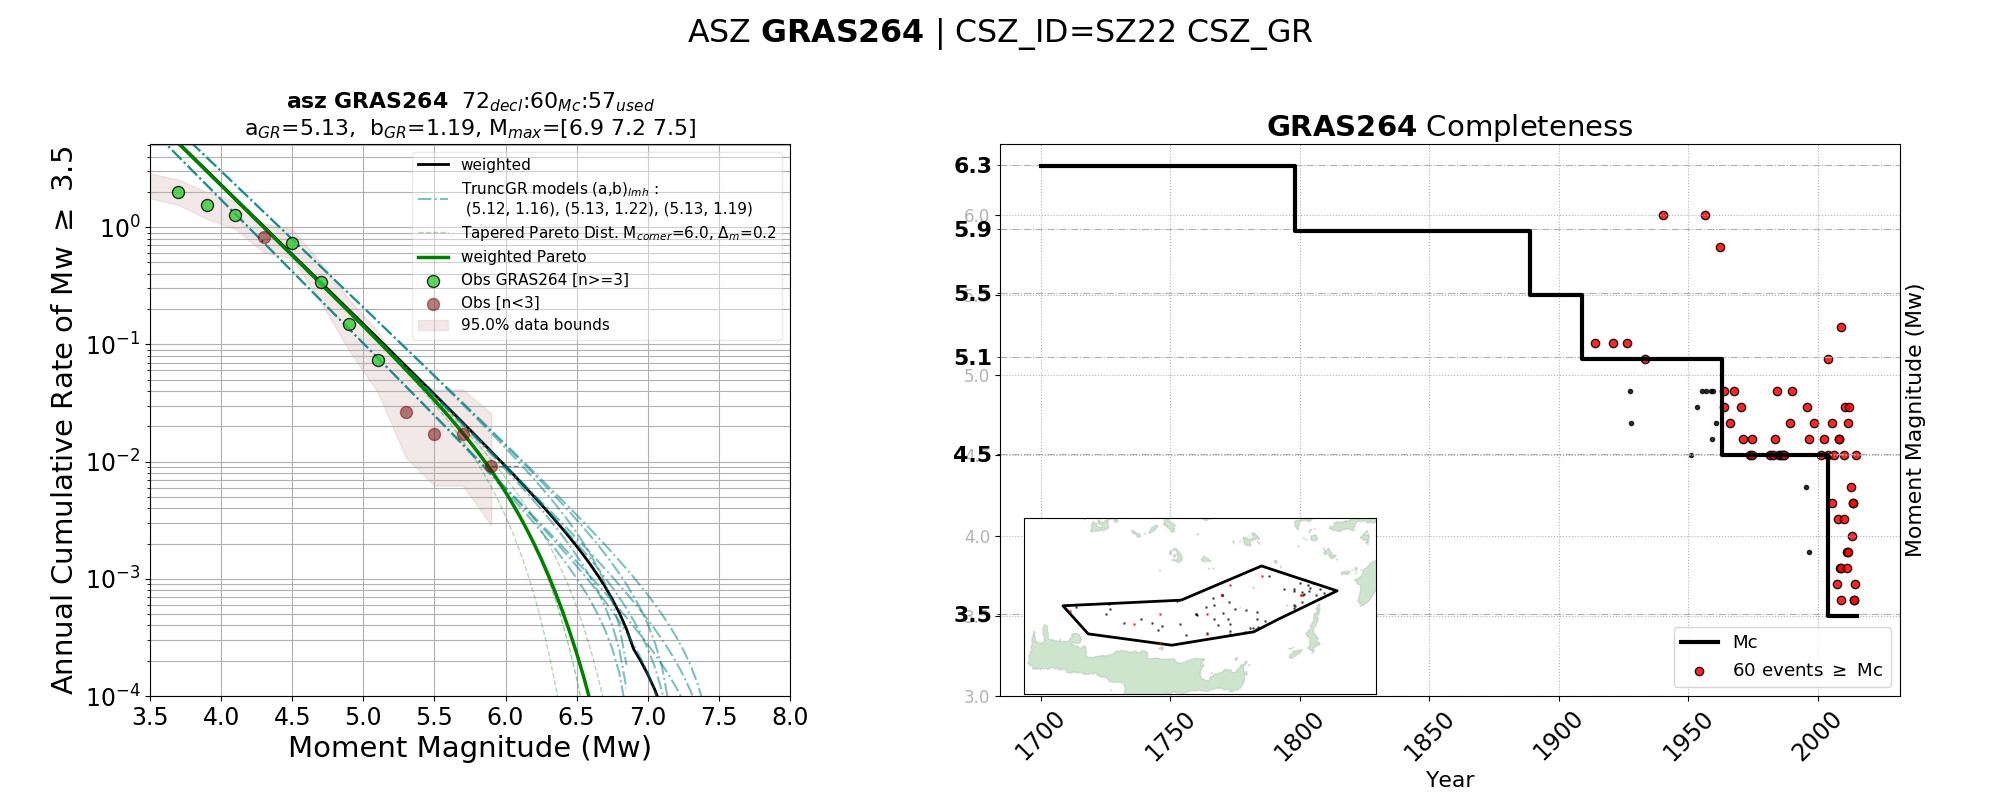 ASZ GRAS264 | CSZ_ID=SZ22 CSZ_GR
asz GRAS264 72decl:60Mc:57used
aGR=5.13, bGR=1.19, Mmax=[6.9 7.2 7.5]
Annual Cumulative Rate of Mw ≥ 3.5
10^0
10^-1
10^-2
10^-3
10^-4
weighted
TruncGR models (a,b)lmh :
(5.12, 1.16), (5.13, 1.22), (5.13, 1.19)
Tapered Pareto Dist. Mcorner=6.0, Δm=0.2
weighted Pareto
Obs GRAS264 [n>=3]
Obs [n<3]
95.0% data bounds
3.5 4.0 4.5 5.0 5.5 6.0 6.5 7.0 7.5 8.0
Moment Magnitude (Mw)
GRAS264 Completeness
6.3
6.0
5.9
5.5
5.1
5.0
4.5
4.0
3.5
3.0
Moment Magnitude (Mw)
Mc
60 events ≥ Mc
1700 1750 1800 1850 1900 1950 2000
Year